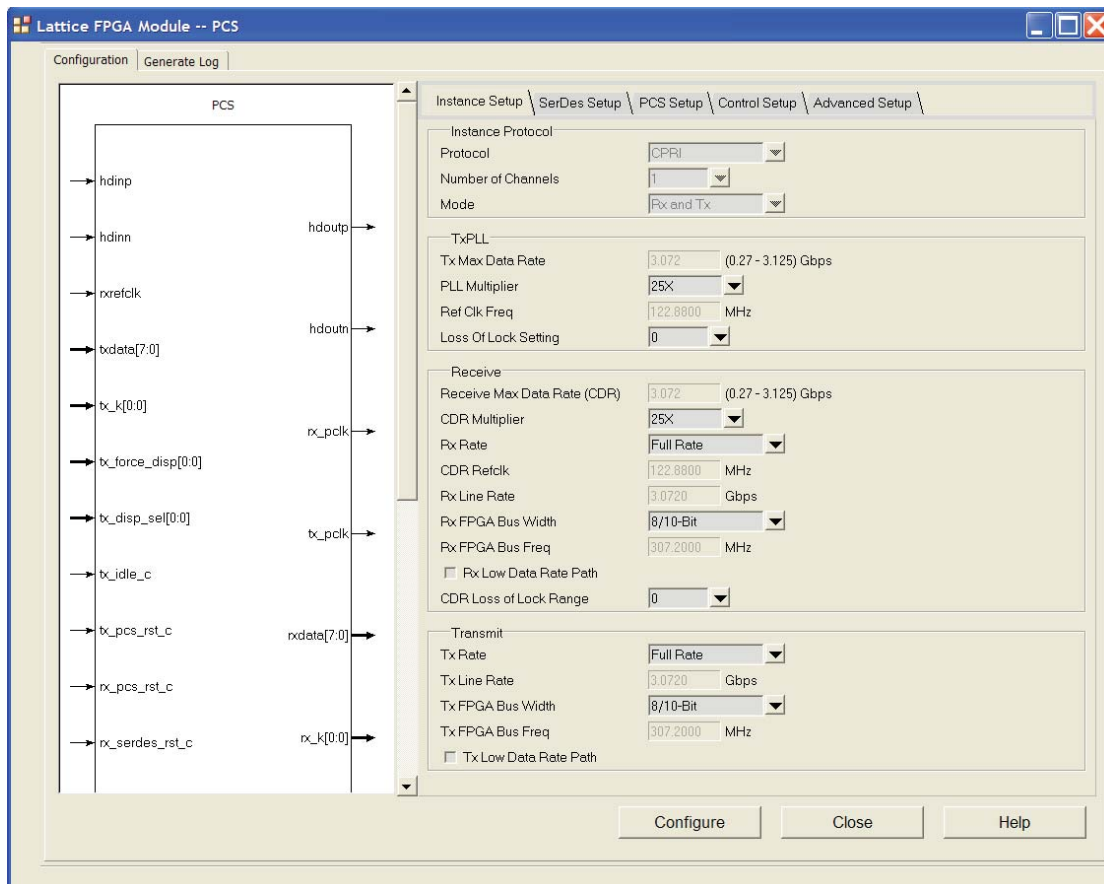 Lattice FPGA Module -- PCS
Configuration
Generate Log
PCS
hdinp
hdinn
rxrefclk
txdata[7:0]
tx_k[0:0]
tx_force_disp[0:0]
tx_disp_sel[0:0]
tx_idle_c
tx_pcs_rst_c
rx_pcs_rst_c
rx_serdes_rst_c
hdoutp
hdoutn
rx_pclk
tx_pclk
rxdata[7:0]
rx_k[0:0]
Instance Setup
SerDes Setup
PCS Setup
Control Setup
Advanced Setup
Instance Protocol
Protocol CPRI
Number of Channels 1
Mode Rx and Tx
TxPLL
Tx Max Data Rate 3.072 (0.27 - 3.125) Gbps
PLL Multiplier 25X
Ref Clk Freq 122.8800 MHz
Loss Of Lock Setting 0
Receive
Receive Max Data Rate (CDR) 3.072 (0.27 - 3.125) Gbps
CDR Multiplier 25X
Rx Rate Full Rate
CDR Refclk 122.8800 MHz
Rx Line Rate 3.0720 Gbps
Rx FPGA Bus Width 8/10-Bit
Rx FPGA Bus Freq 307.2000 MHz
Rx Low Data Rate Path
CDR Loss of Lock Range 0
Transmit
Tx Rate Full Rate
Tx Line Rate 3.0720 Gbps
Tx FPGA Bus Width 8/10-Bit
Tx FPGA Bus Freq 307.2000 MHz
Tx Low Data Rate Path
Configure
Close
Help